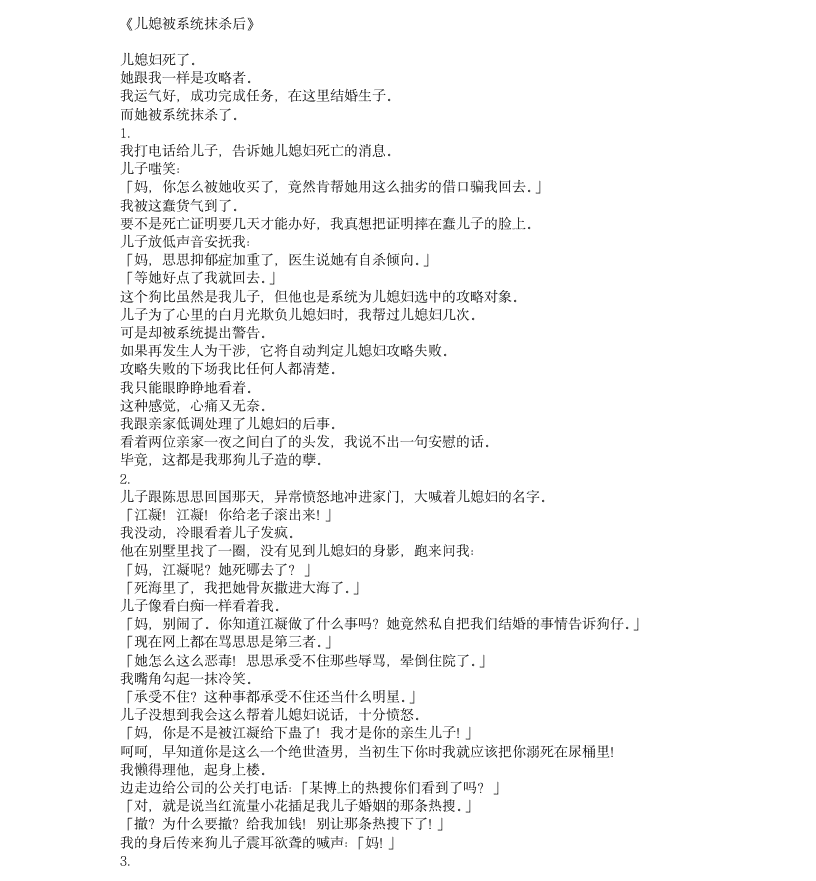 《儿媳被系统抹杀后》
儿媳妇死了.
她跟我一样是攻略者.
我运气好, 成功完成任务, 在这里结婚生子.
而她被系统抹杀了.
1.
我打电话给儿子, 告诉她儿媳妇死亡的消息.
儿子嗤笑:
「妈, 你怎么被她收买了, 竟然肯帮她用这么拙劣的借口骗我回去.」
我被这蠢货气到了.
要不是死亡证明要几天才能办好, 我真想把证明摔在蠢儿子的脸上.
儿子放低声音安抚我:
「妈, 思思抑郁症加重了, 医生说她有自杀倾向.」
「等她好点了我就回去.」
这个狗比虽然是我儿子, 但他也是系统为儿媳妇选中的攻略对象.
儿子为了心里的白月光欺负儿媳妇时, 我帮过儿媳妇几次.
可是却被系统提出警告.
如果再发生人为干涉, 它将自动判定儿媳妇攻略失败.
攻略失败的下场我比任何人都清楚.
我只能眼睁睁地看着.
这种感觉, 心痛又无奈.
我跟亲家低调处理了儿媳妇的后事.
看着两位亲家一夜之间白了的头发, 我说不出一句安慰的话.
毕竟, 这都是我那狗儿子造的孽.
2.
儿子跟陈思思回国那天, 异常愤怒地冲进家门, 大喊着儿媳妇的名字.
「江凝! 江凝! 你给老子滚出来! 」
我没动, 冷眼看着儿子发疯.
他在别墅里找了一圈, 没有见到儿媳妇的身影, 跑来问我:
「妈, 江凝呢? 她死哪去了? 」
「死海里了, 我把她骨灰撒进大海了.」
儿子像看白痴一样看着我.
「妈, 别闹了. 你知道江凝做了什么事吗? 她竟然私自把我们结婚的事情告诉狗仔.」
「现在网上都在骂思思是第三者.」
「她怎么这么恶毒! 思思承受不住那些辱骂, 晕倒住院了.」
我嘴角勾起一抹冷笑.
「承受不住? 这种事都承受不住还当什么明星.」
儿子没想到我会这么帮着儿媳妇说话, 十分愤怒.
「妈, 你是不是被江凝给下蛊了! 我才是你的亲生儿子! 」
呵呵, 早知道你是这么一个绝世渣男, 当初生下你时我就应该把你溺死在尿桶里!
我懒得理他, 起身上楼.
边走边给公司的公关打电话:「某博上的热搜你们看到了吗? 」
「对, 就是说当红流量小花插足我儿子婚姻的那条热搜.」
「撤? 为什么要撤? 给我加钱! 别让那条热搜下了! 」
我的身后传来狗儿子震耳欲聋的喊声:「妈! 」
3.